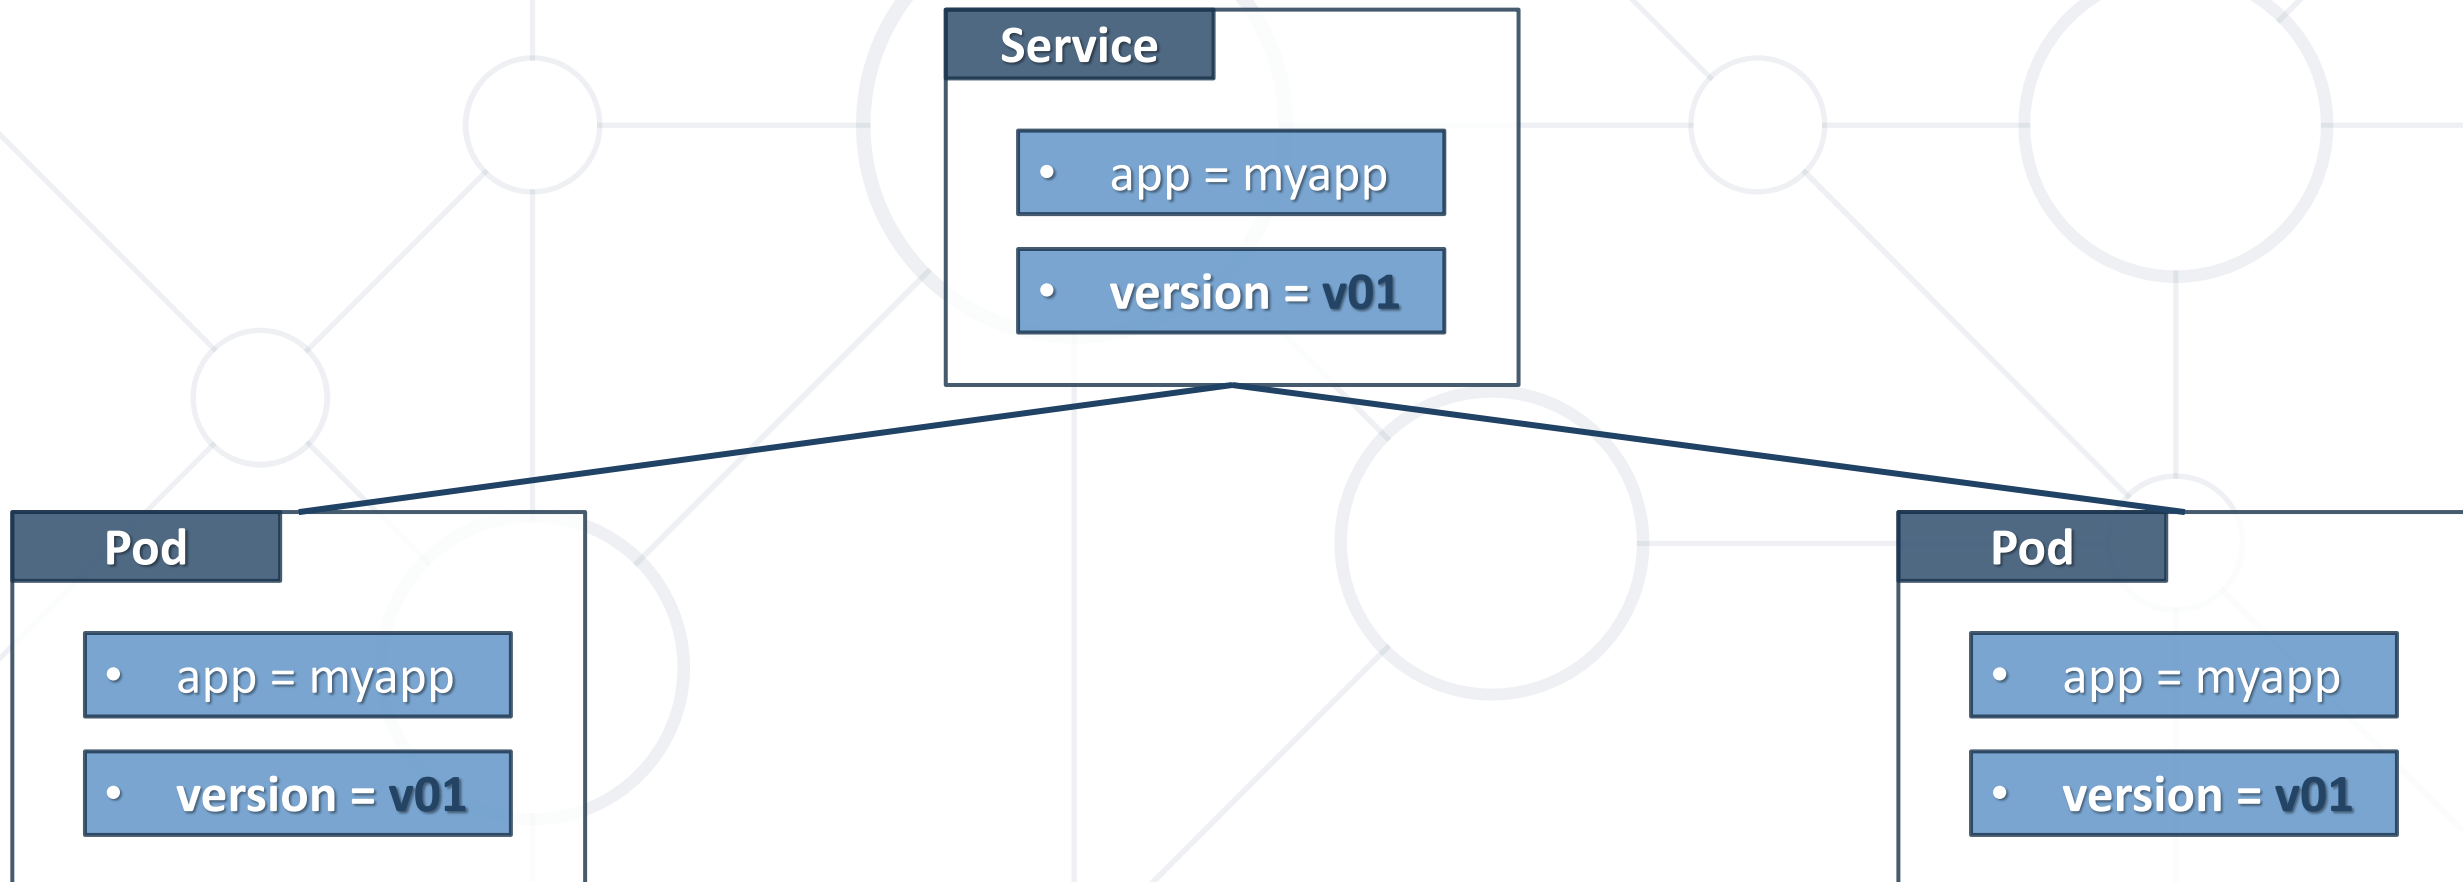 Service
• app = myapp
• version = v01
Pod
• app = myapp
• version = v01
Pod
• app = myapp
• version = v01